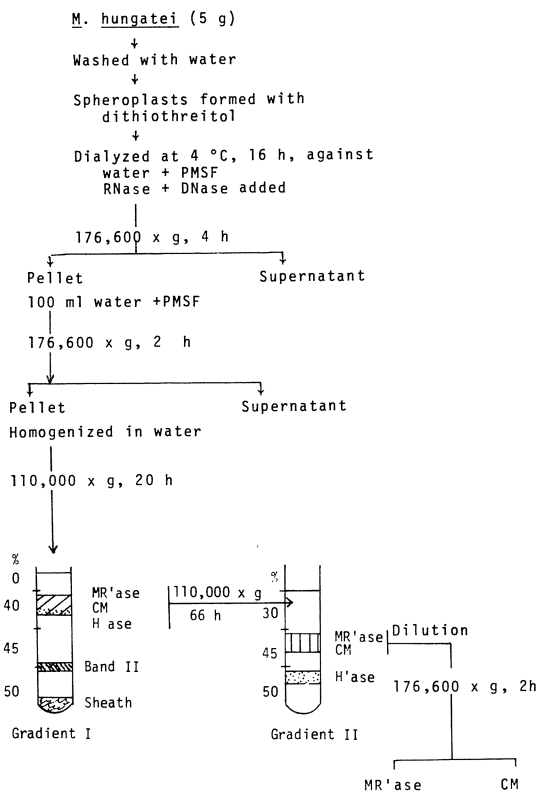 M. hungatei (5 g)
Washed with water
Spheroplasts formed with
dithiothreitol
Dialyzed at 4 °C, 16 h, against
water + PMSF
RNase + DNase added
176,600 x g, 4 h
Pellet
Supernatant
100 ml water +PMSF
176,600 x g, 2 h
Pellet
Supernatant
Homogenized in water
110,000 x g, 20 h
%
0
40
45
50
MR'ase
CM
H ase
Band II
Sheath
Gradient I
110,000 x g
66 h
%
30
45
50
MR'ase
CM
H'ase
Gradient II
Dilution
176,600 x g, 2h
MR'ase
CM